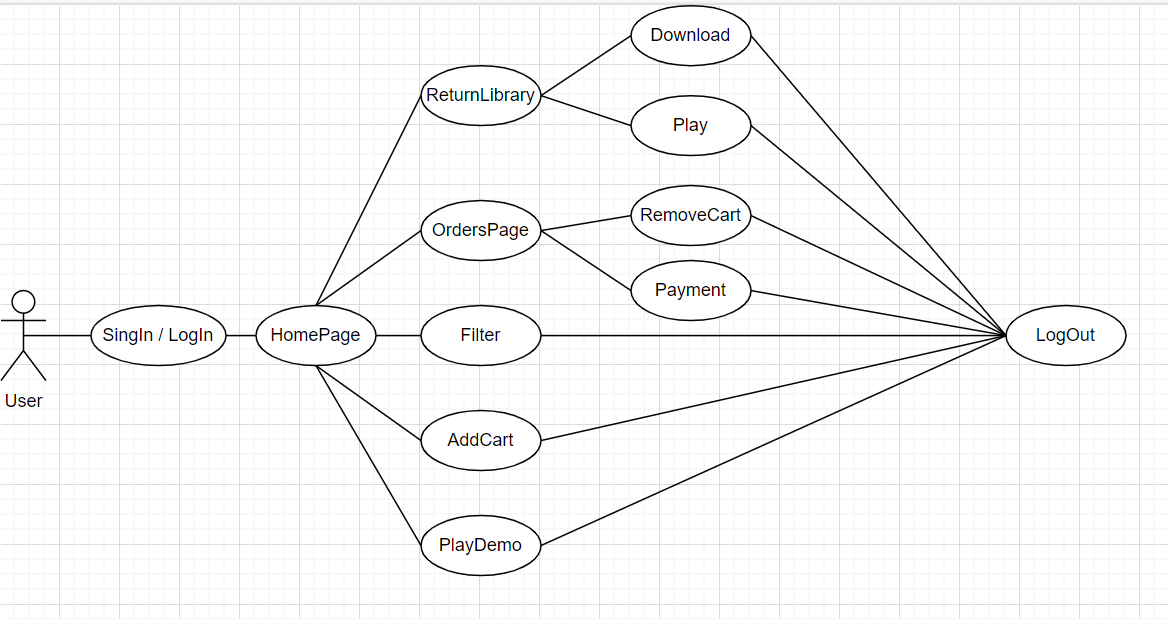 Download
ReturnLibrary
Play
RemoveCart
OrdersPage
Payment
SingIn / LogIn
HomePage
Filter
LogOut
User
AddCart
PlayDemo